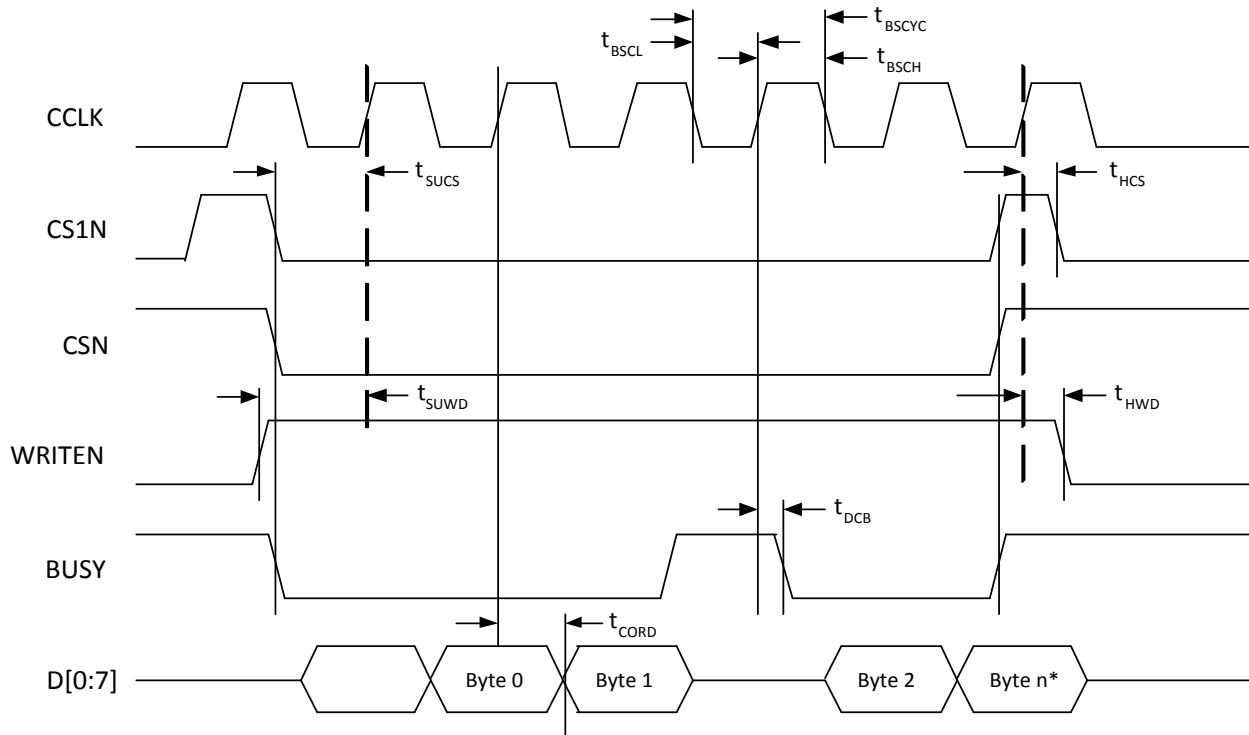 tBSCYC
tBSCL
tBSCH
CCLK
tSUCS
tHCS
CS1N
CSN
tSUWD
tHWD
WRITEN
tDCB
BUSY
tCORD
D[0:7]
Byte 0
Byte 1
Byte 2
Byte n*